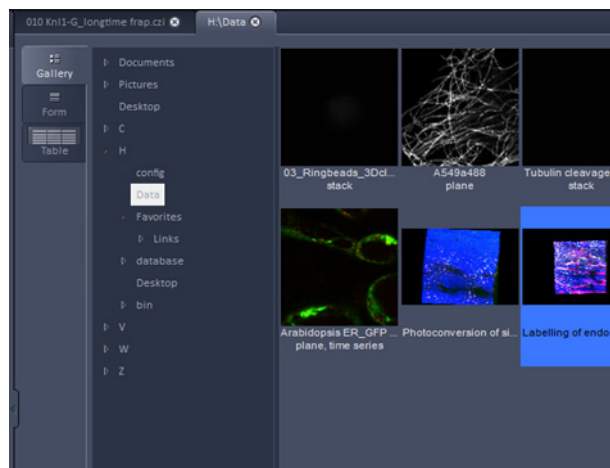 010 Knl1-G_longtime frap.czi
H:\Data
Gallery
Form
Table
Documents
Pictures
Desktop
C
H
config
Data
Favorites
Links
database
Desktop
bin
V
W
Z
03_Ringbeads_3Dcl...
stack
A549a488
plane
Tubulin cleavage
stack
Arabidopsis ER_GFP ...
plane, time series
Photoconversion of si...
Labelling of endo